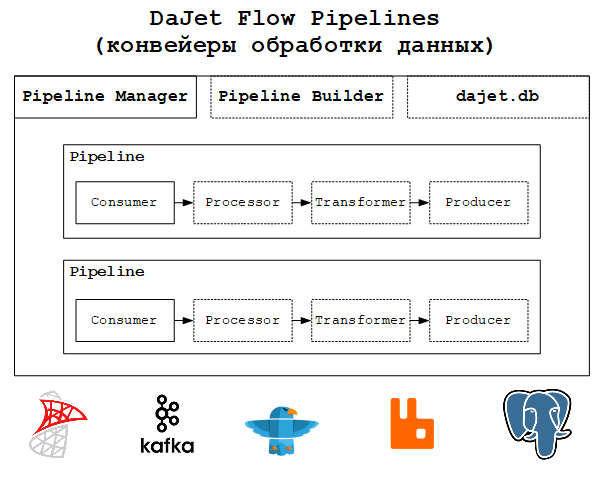 DaJet Flow Pipelines
(конвейеры обработки данных)
Pipeline Manager
Pipeline Builder
dajet.db
Pipeline
Consumer
Processor
Transformer
Producer
Pipeline
Consumer
Processor
Transformer
Producer
kafka